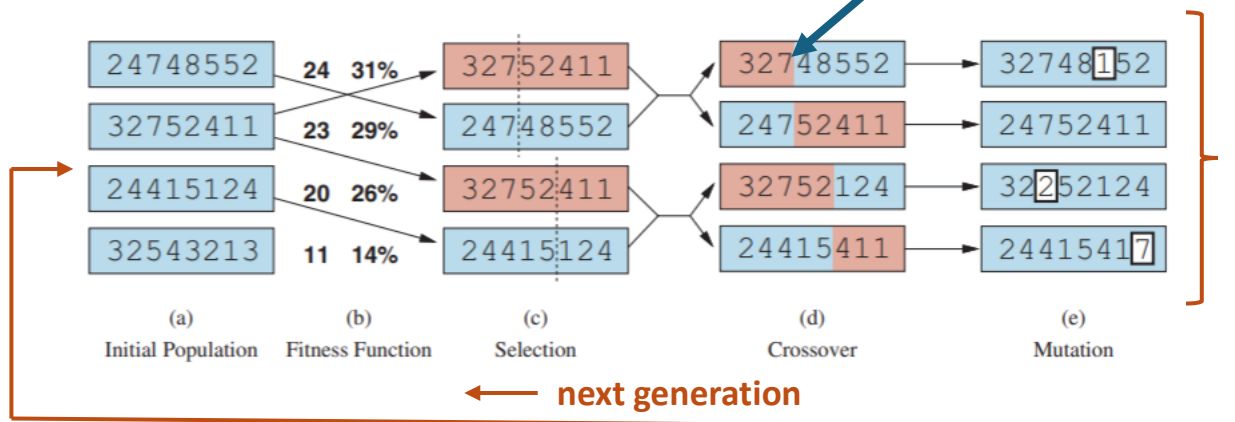 24748552 24 31% 32752411 32748552 32748152
32752411 23 29% 24748552 24752411 24752411
24415124 20 26% 32752411 32752124 32252124
32543213 11 14% 24415124 24415411 24415417
(a) (b) (c) (d) (e)
Initial Population Fitness Function Selection Crossover Mutation
next generation